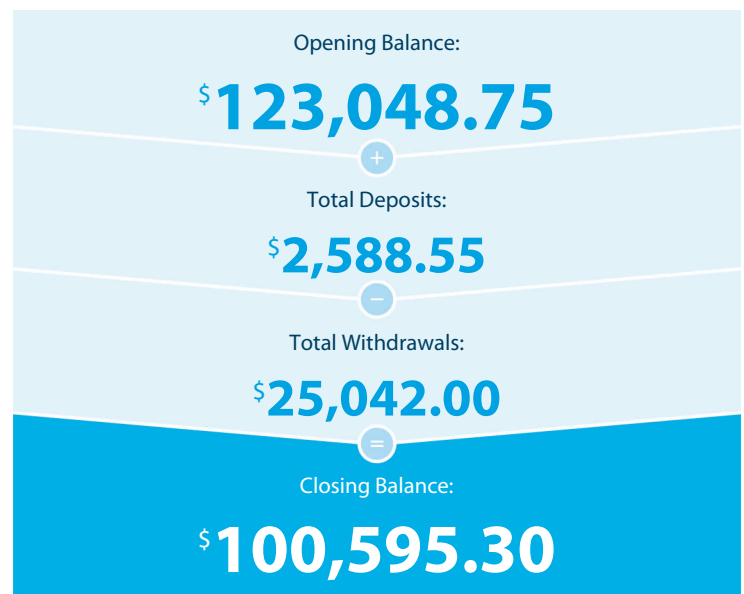 Opening Balance:
$123,048.75
+
Total Deposits:
$2,588.55
−
Total Withdrawals:
$25,042.00
=
Closing Balance:
$100,595.30